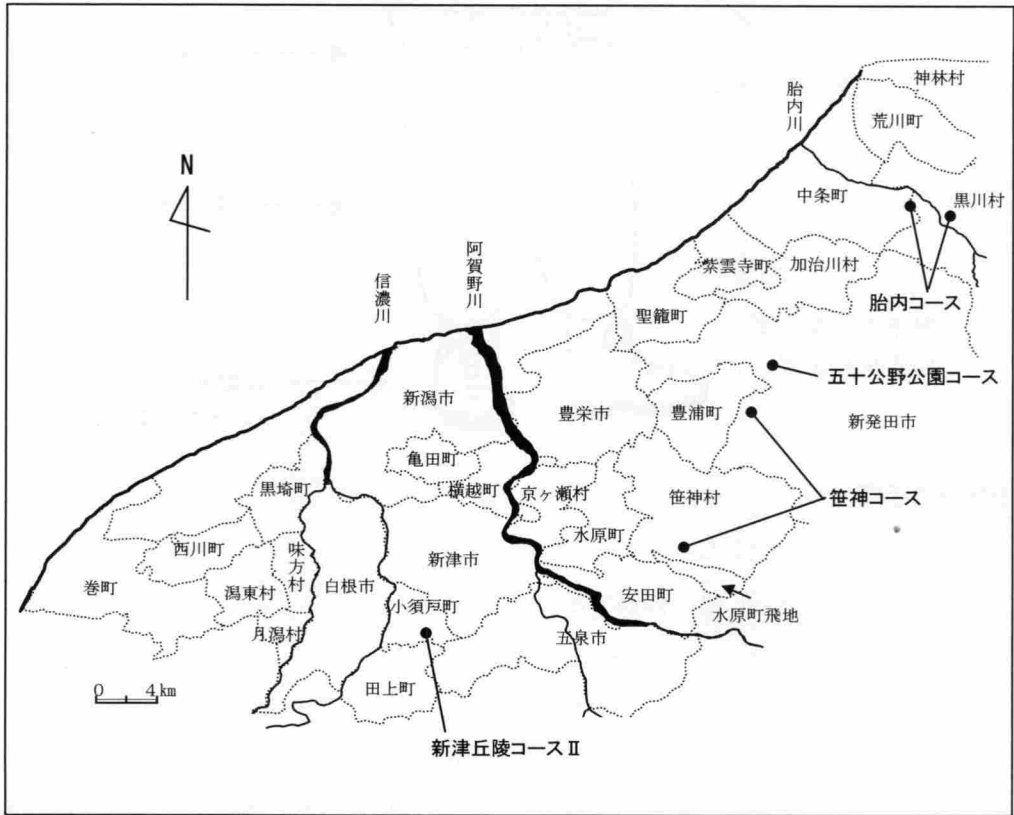 神林村
荒川町
胎内川
中条町
黒川村
N
紫雲寺町
加治川村
胎内コース
阿賀野川
信濃川
聖籠町
五十公野公園コース
新潟市
豊栄市
豊浦町
新発田市
亀田町
黒埼町
横越町
京ヶ瀬村
笹神村
笹神コース
水原町
西川町
味方村
新津市
巻町
潟東村
白根市
安田町
小須戸町
水原町飛地
月潟村
五泉市
田上町
0 4km
新津丘陵コースⅡ